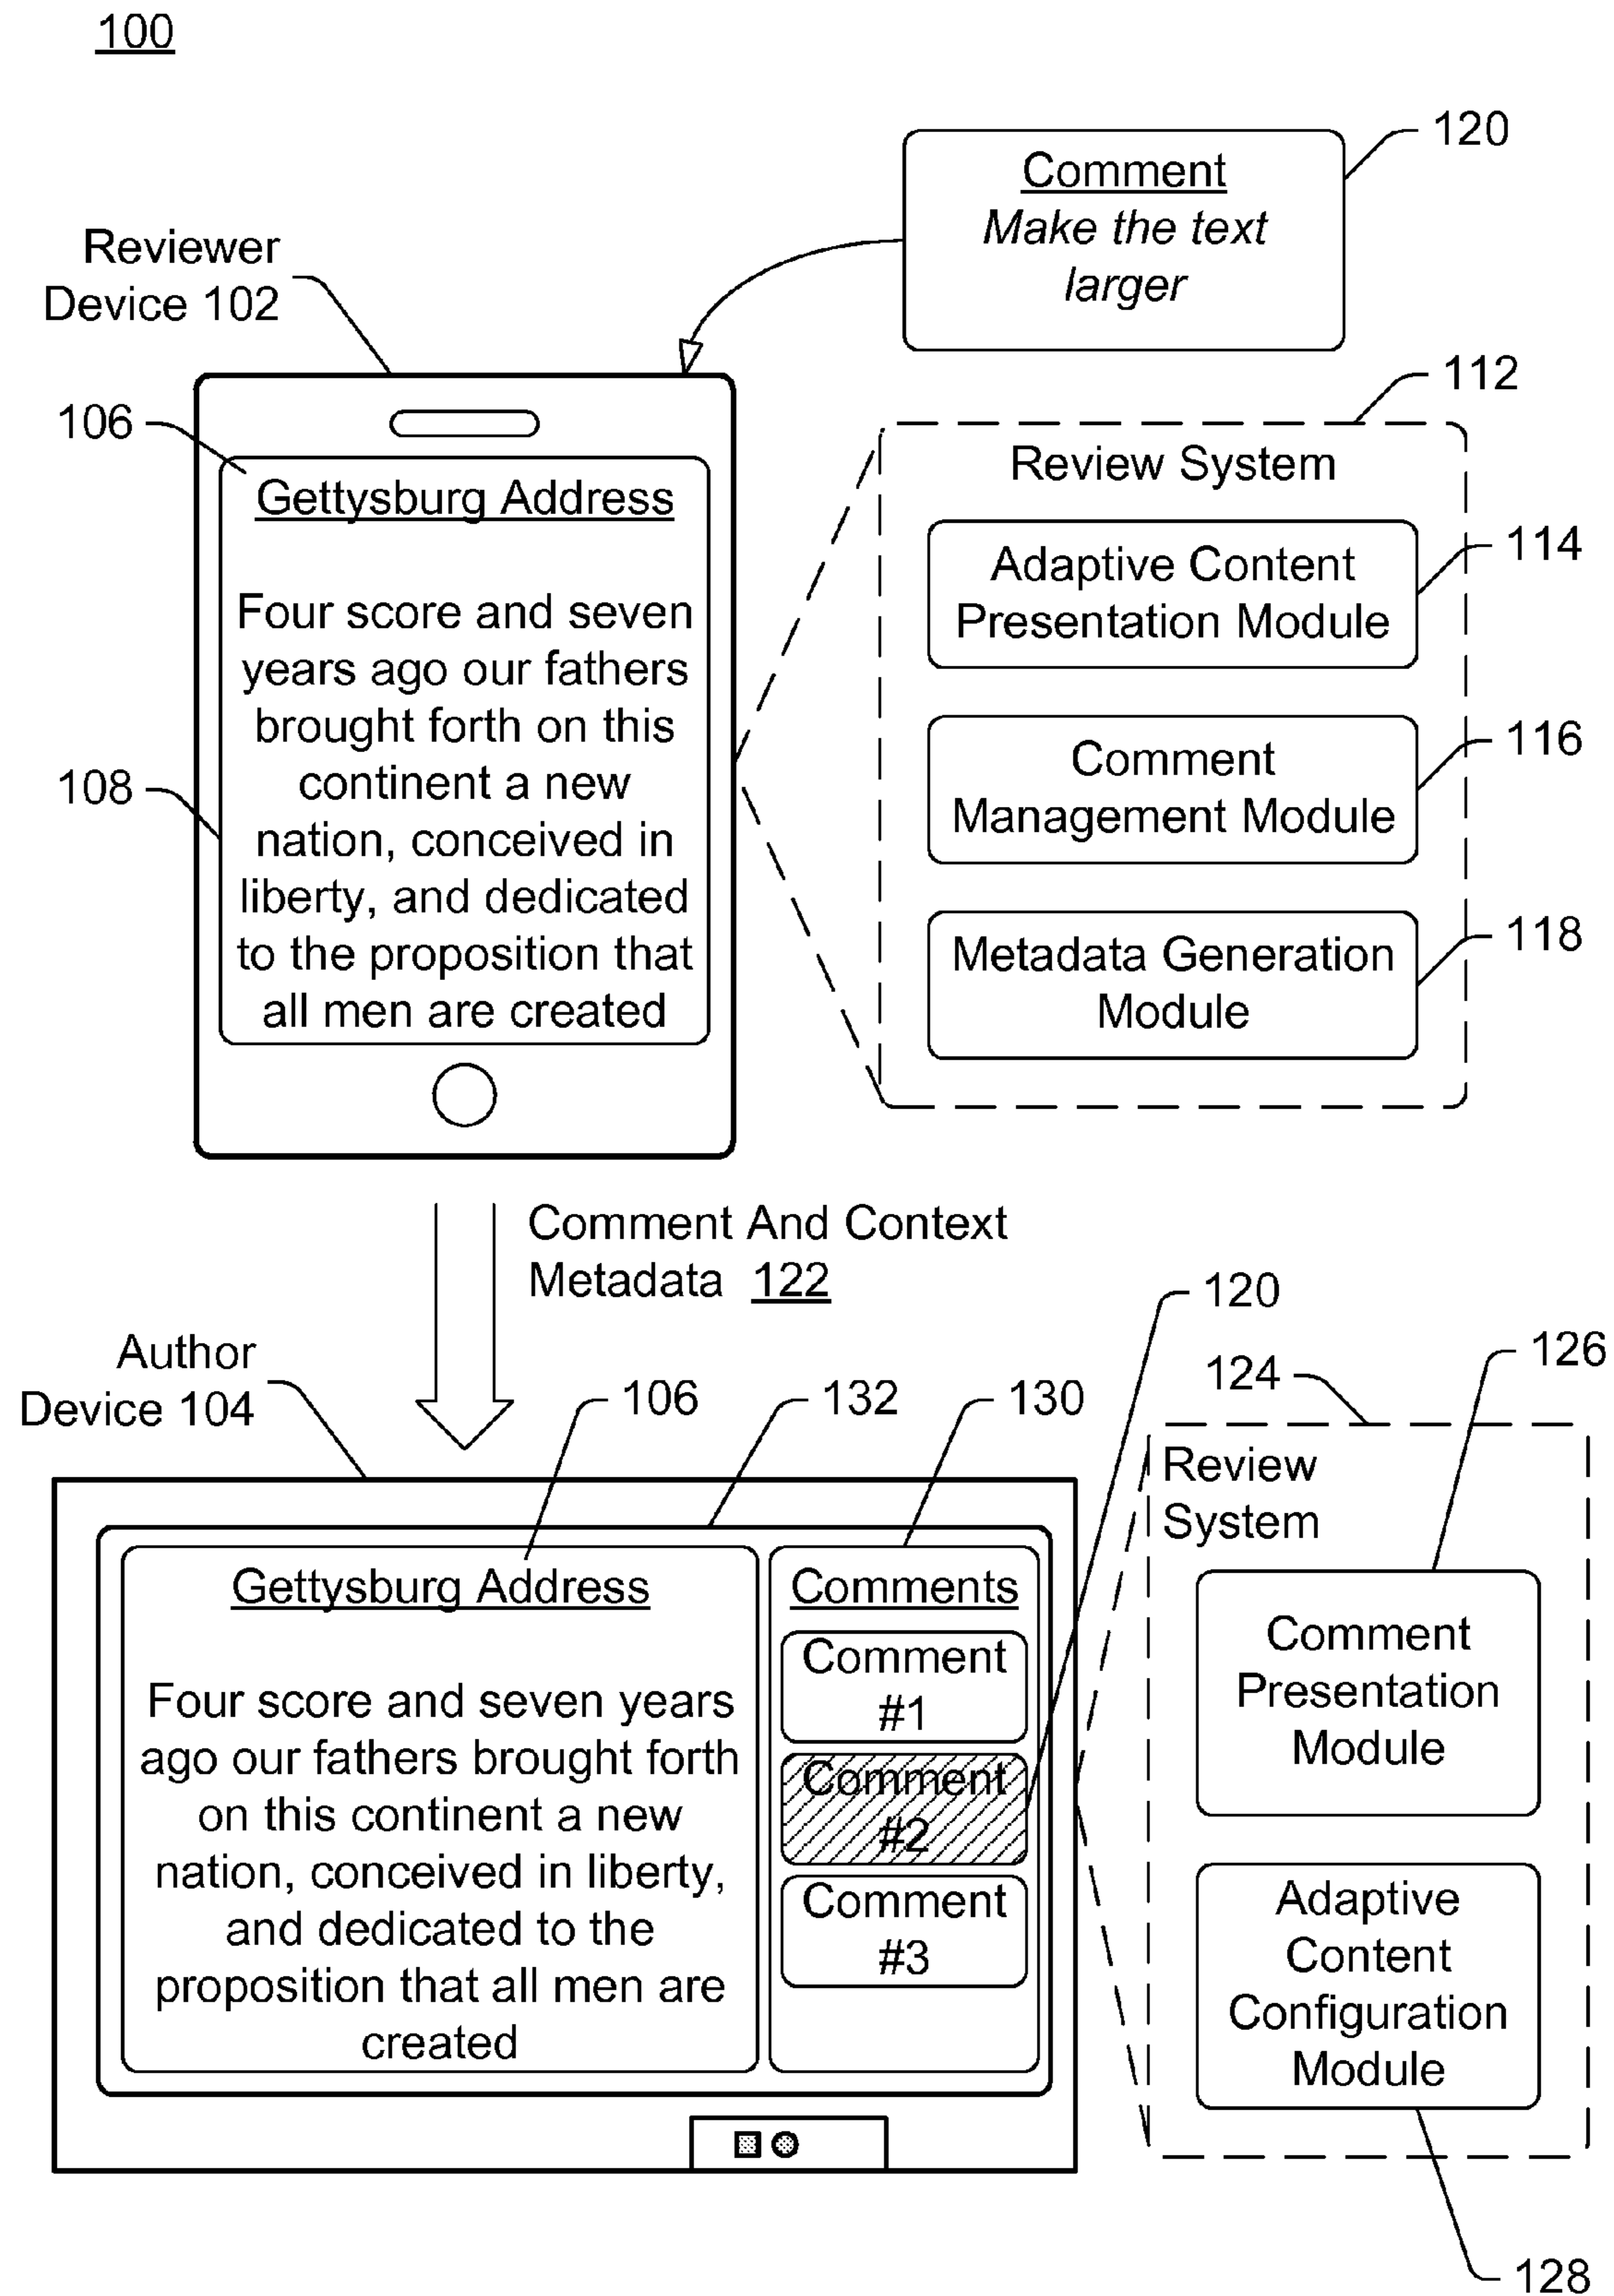 100
120
Comment
Make the text
larger
Reviewer
Device 102
112
106
Gettysburg Address
Four score and seven
years ago our fathers
brought forth on this
continent a new
nation, conceived in
liberty, and dedicated
to the proposition that
all men are created
108
Review System
Adaptive Content
Presentation Module
114
Comment
Management Module
116
Metadata Generation
Module
118
Comment And Context
Metadata 122
Author
Device 104
106
132
130
120
124
126
Gettysburg Address
Four score and seven years
ago our fathers brought forth
on this continent a new
nation, conceived in liberty,
and dedicated to the
proposition that all men are
created
Comments
Comment
#1
Comment
#2
Comment
#3
Review
System
Comment
Presentation
Module
Adaptive
Content
Configuration
Module
128